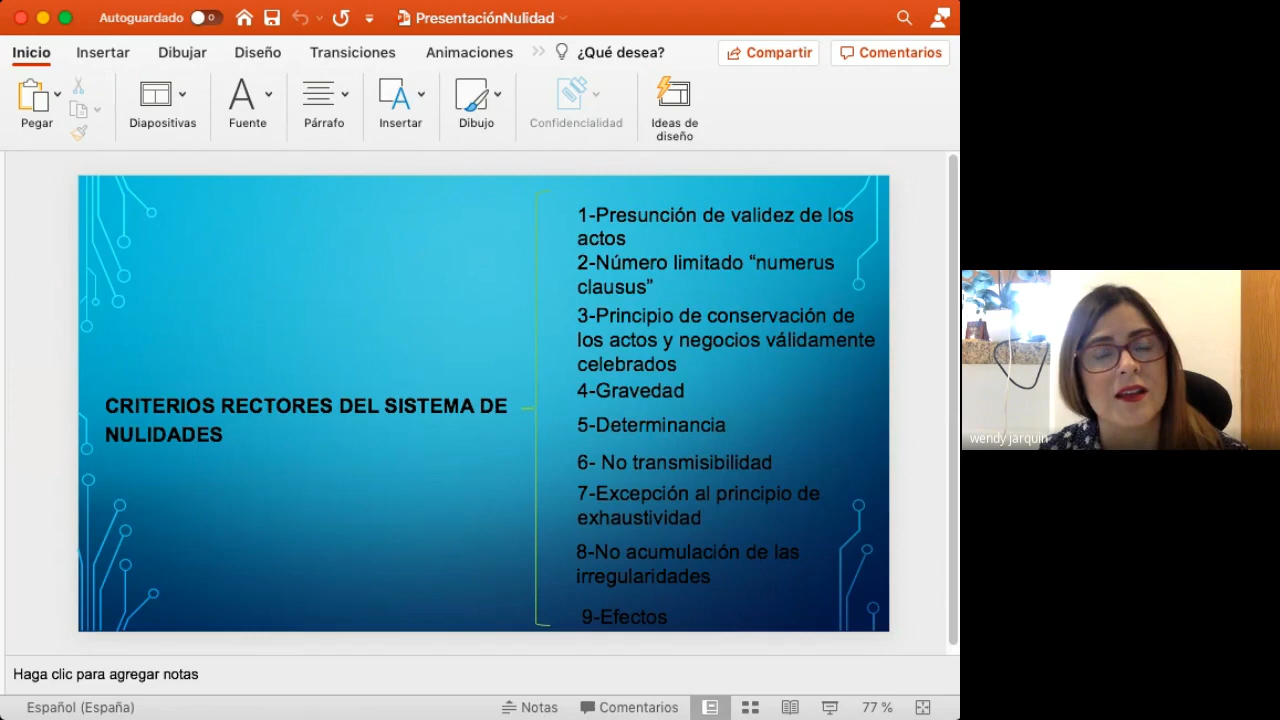 Autoguardado
PresentaciónNulidad
Inicio
Insertar
Dibujar
Diseño
Transiciones
Animaciones
¿Qué desea?
Compartir
Comentarios
Pegar
Diapositivas
Fuente
Párrafo
Insertar
Dibujo
Confidencialidad
Ideas de
diseño
CRITERIOS RECTORES DEL SISTEMA DE
NULIDADES
1-Presunción de validez de los
actos
2-Número limitado “numerus
clausus”
3-Principio de conservación de
los actos y negocios válidamente
celebrados
4-Gravedad
5-Determinancia
6- No transmisibilidad
7-Excepción al principio de
exhaustividad
8-No acumulación de las
irregularidades
9-Efectos
wendy jarquin
Haga clic para agregar notas
Español (España)
Notas
Comentarios
77 %